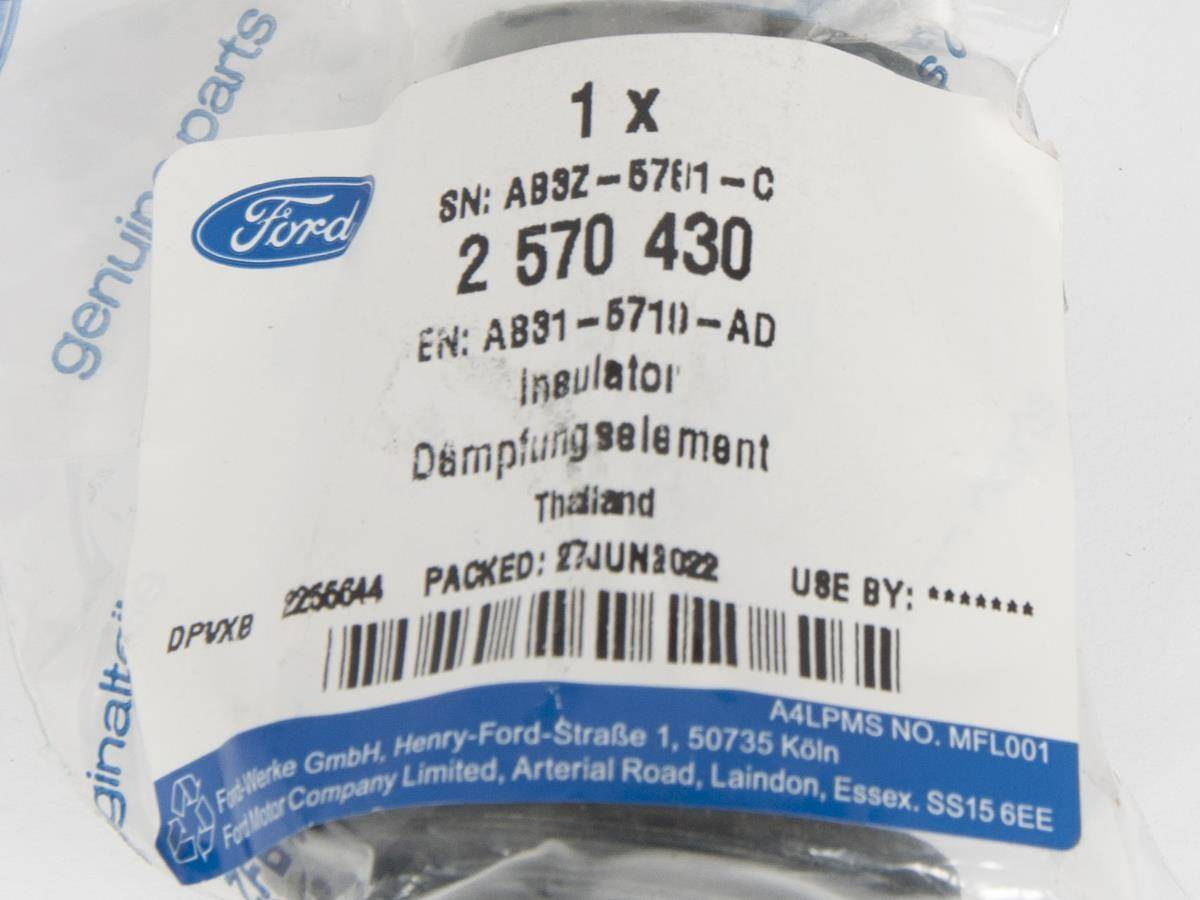 genuine parts
1 x
SN: AB3Z-5781-C
Ford
2 570 430
EN: AB31-5719-AD
Insulator
Dämpfungselement
Thailand
DPVXB 2255644 PACKED: 27JUN2022 USE BY: *******
A4LPMS NO. MFL001
Ford-Werke GmbH, Henry-Ford-Straße 1, 50735 Köln
Ford Motor Company Limited, Arterial Road, Laindon, Essex. SS15 6EE